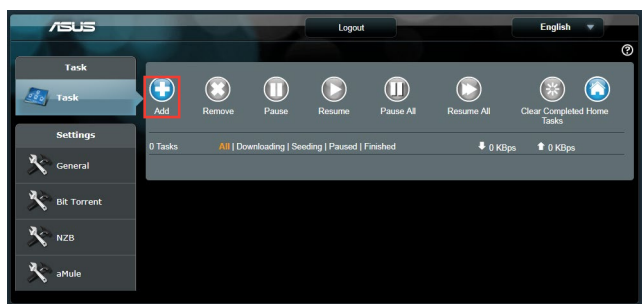 ASUS
Logout
English
Task
Task
Add
Remove
Pause
Resume
Pause All
Resume All
Clear Completed
Tasks
Home
Settings
0 Tasks
All | Downloading | Seeding | Paused | Finished
0 KBps
0 KBps
General
Bit Torrent
NZB
aMule